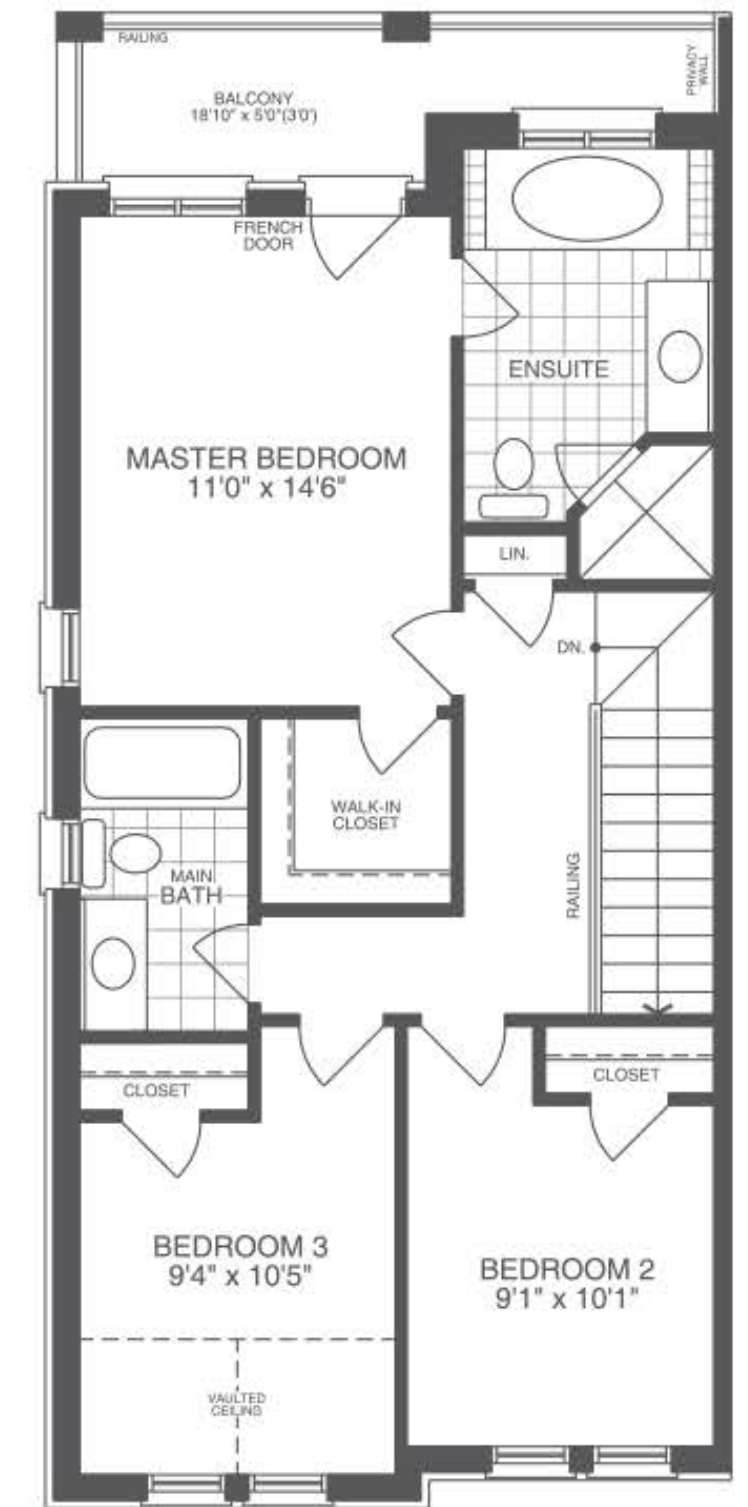 RAILING
PRIVACY
WALL
BALCONY
18'10" x 5'0"(3'0')
FRENCH
DOOR
ENSUITE
MASTER BEDROOM
11'0" x 14'6"
LIN.
DN.
WALK-IN
CLOSET
RAILING
MAIN
BATH
CLOSET
CLOSET
BEDROOM 3
9'4" x 10'5"
BEDROOM 2
9'1" x 10'1"
VAULTED
CEILING